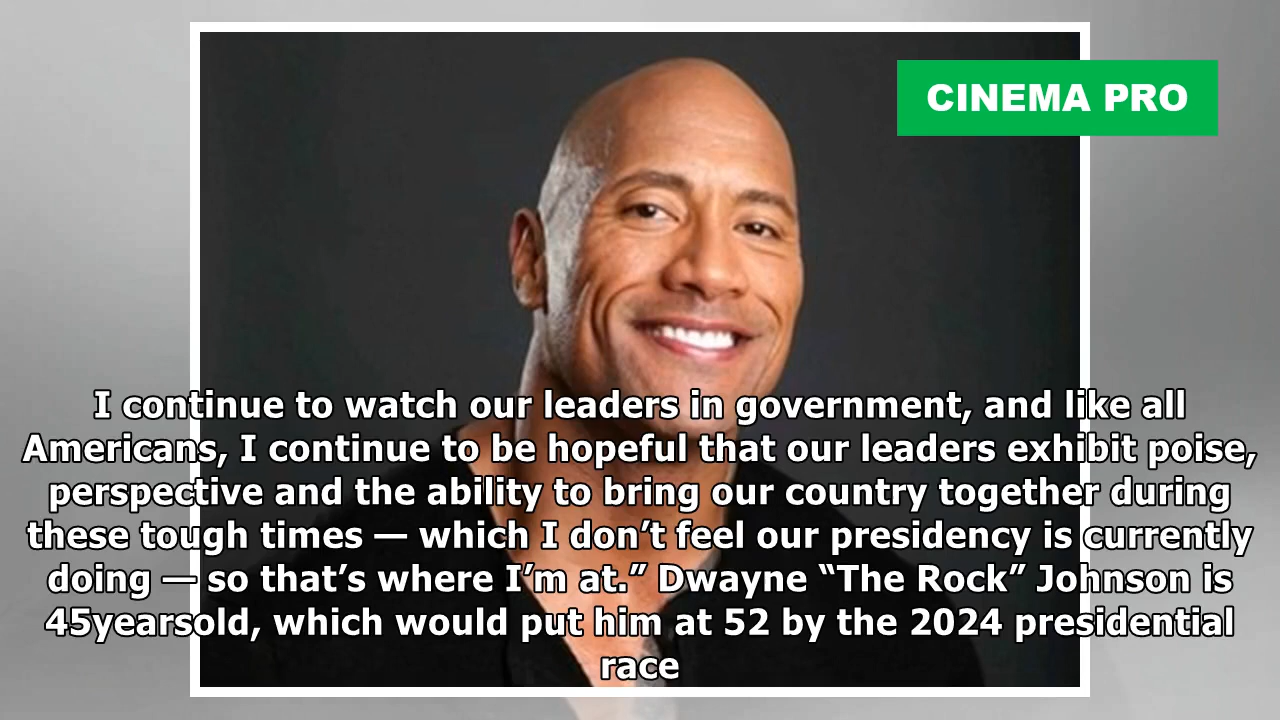 CINEMA PRO
I continue to watch our leaders in government, and like all
Americans, I continue to be hopeful that our leaders exhibit poise,
perspective and the ability to bring our country together during
these tough times — which I don’t feel our presidency is currently
doing — so that’s where I’m at.” Dwayne “The Rock” Johnson is
45yearsold, which would put him at 52 by the 2024 presidential
race